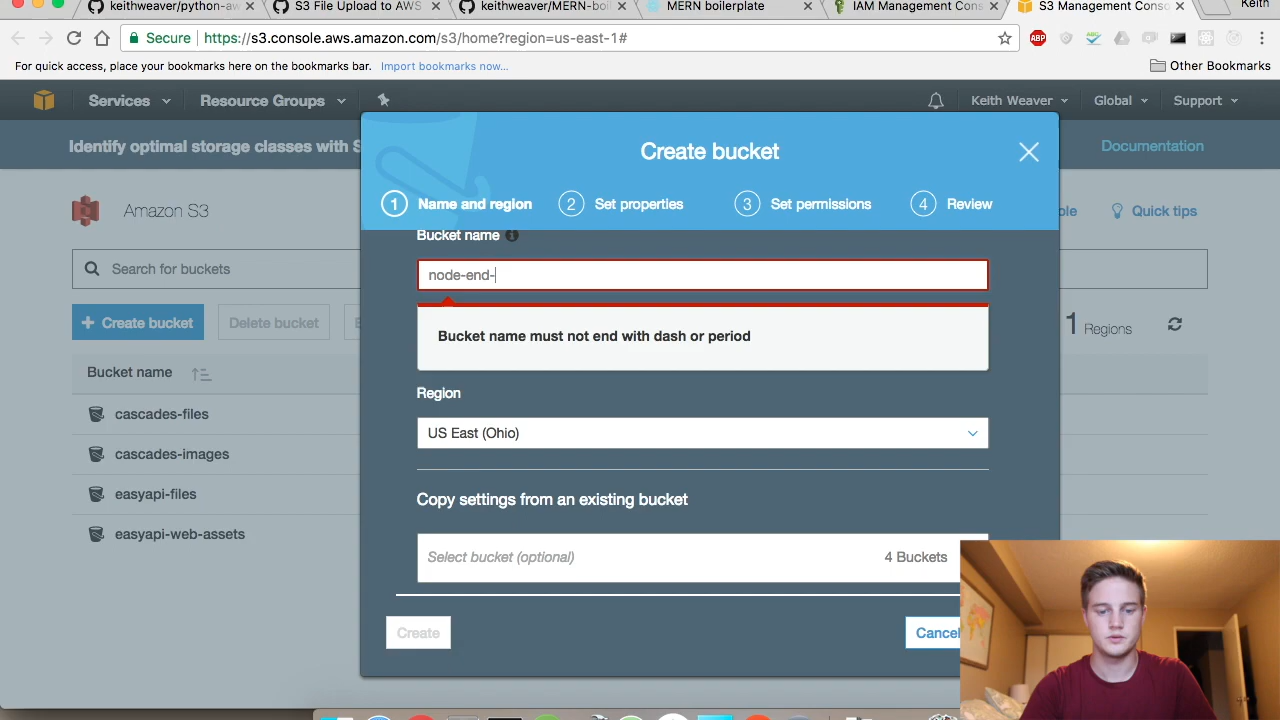 keithweaver/python-aw
S3 File Upload to AWS
keithweaver/MERN-boil
MERN boilerplate
IAM Management Cons
S3 Management Conso
Keith
Secure https://s3.console.aws.amazon.com/s3/home?region=us-east-1#
ABP
For quick access, place your bookmarks here on the bookmarks bar. Import bookmarks now...
Other Bookmarks
Services
Resource Groups
Keith Weaver
Global
Support
Identify optimal storage classes with S
Documentation
Create bucket
1 Name and region
2 Set properties
3 Set permissions
4 Review
Amazon S3
Quick tips
Bucket name
Search for buckets
node-end-
Create bucket
Delete bucket
1 Regions
Bucket name must not end with dash or period
Bucket name
Region
cascades-files
US East (Ohio)
cascades-images
easyapi-files
Copy settings from an existing bucket
easyapi-web-assets
Select bucket (optional)
4 Buckets
Create
Cancel